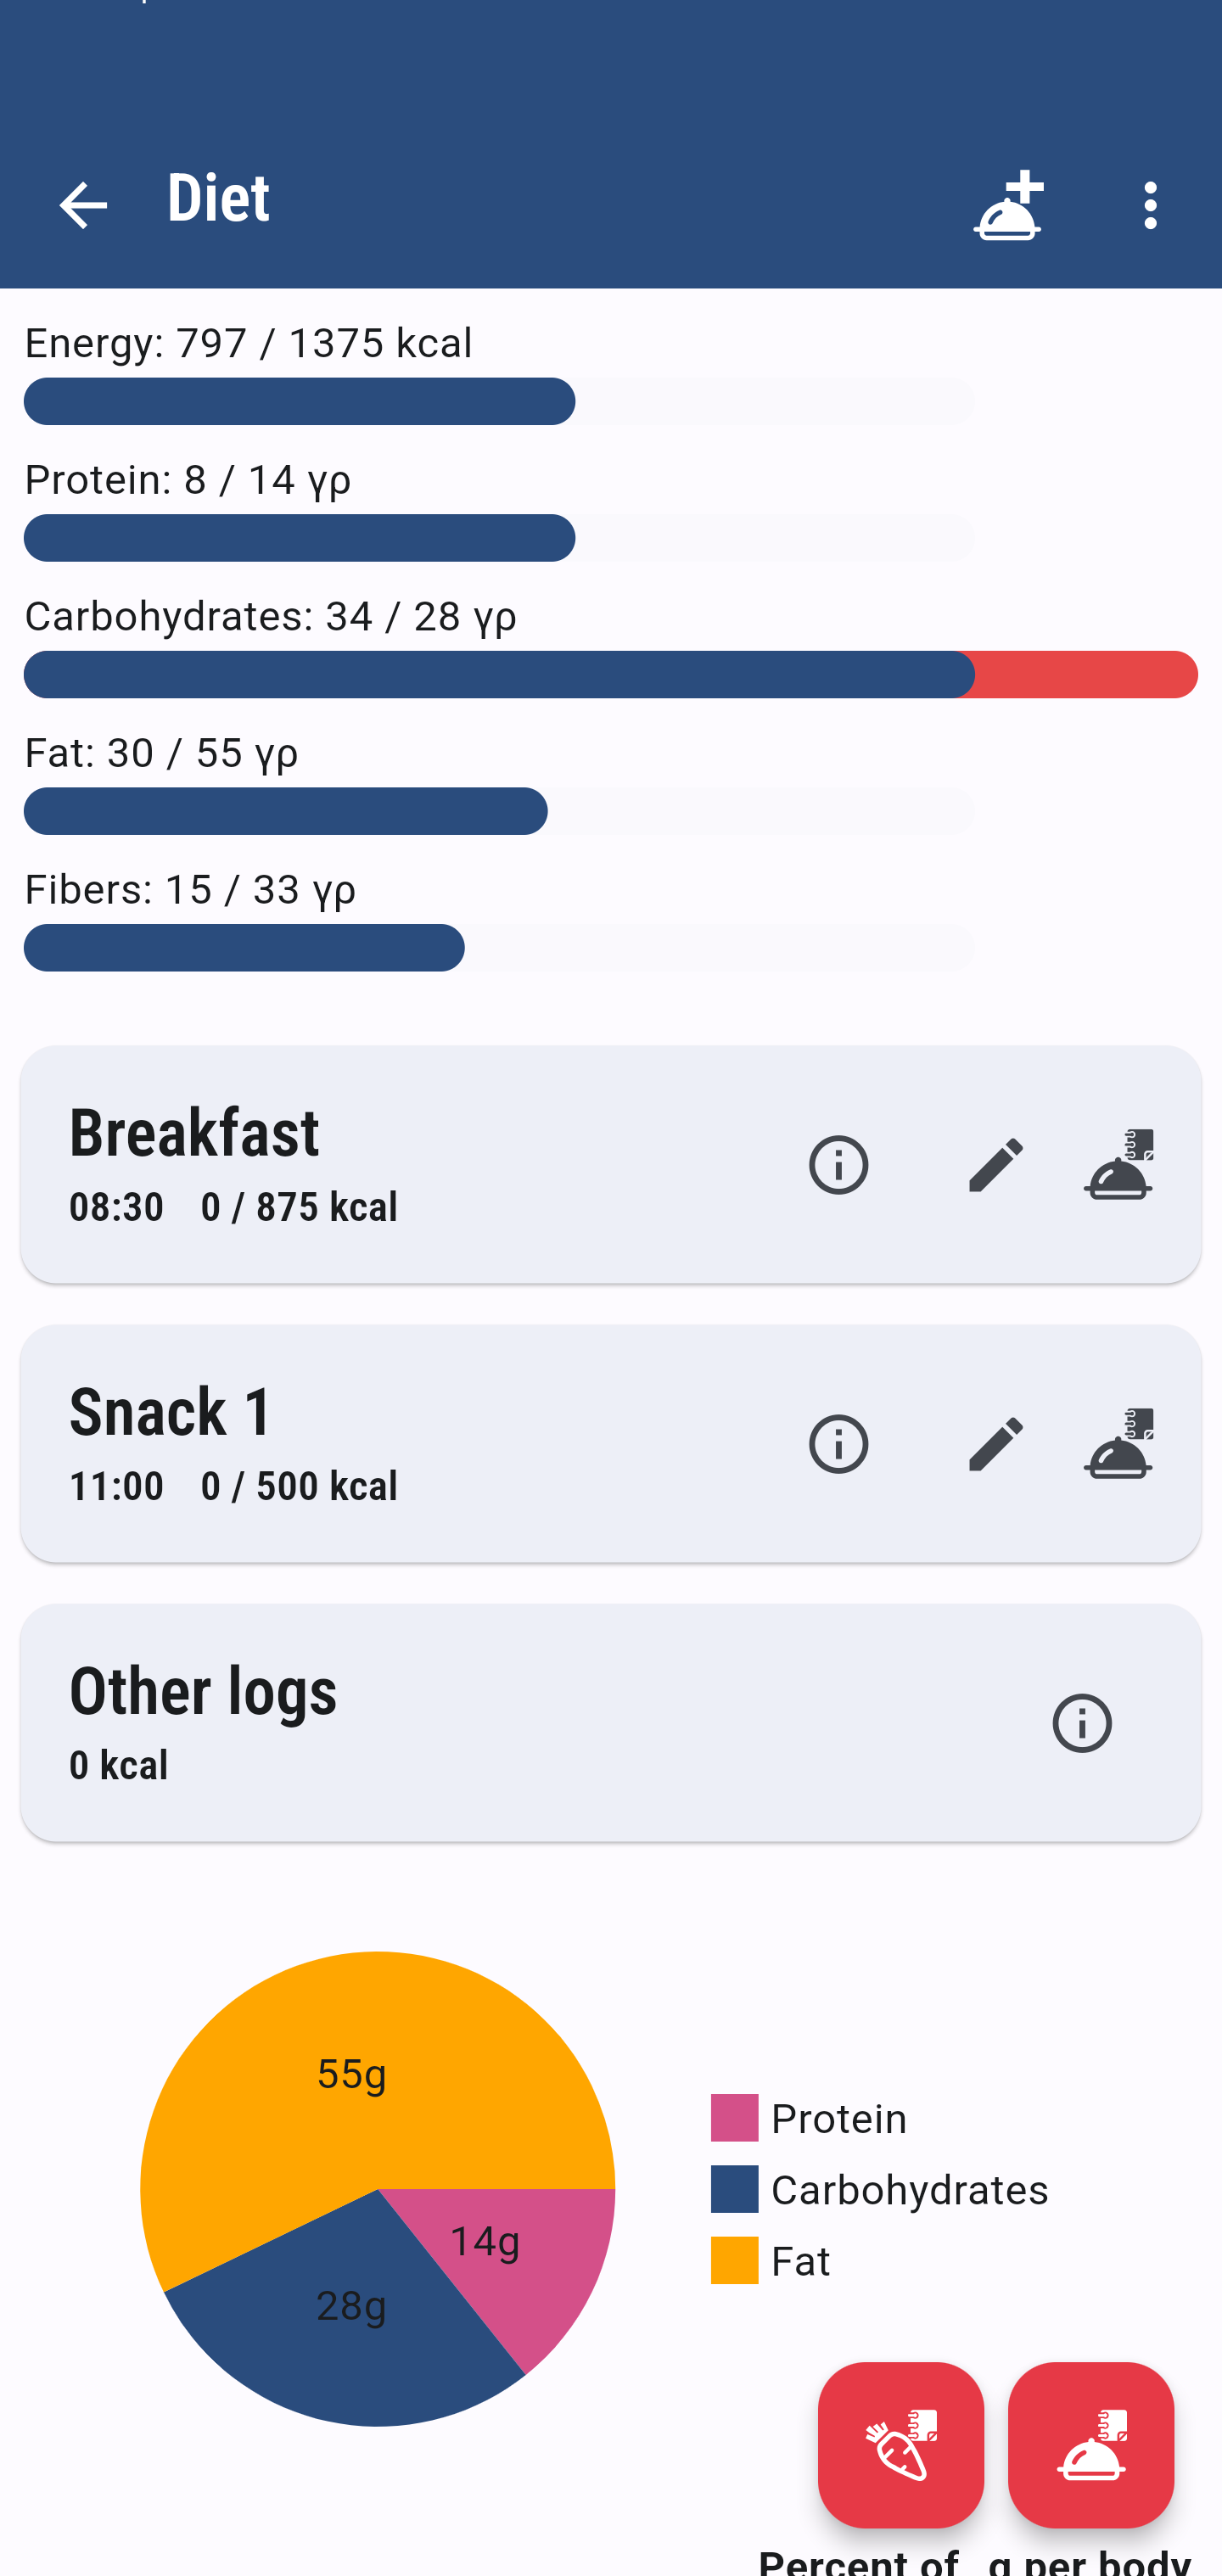 Diet
Energy: 797 / 1375 kcal
Protein: 8 / 14 γρ
Carbohydrates: 34 / 28 γρ
Fat: 30 / 55 γρ
Fibers: 15 / 33 γρ
Breakfast
08:30 0 / 875 kcal
Snack 1
11:00 0 / 500 kcal
Other logs
0 kcal
55g
14g
28g
Protein
Carbohydrates
Fat
Percent of g per body